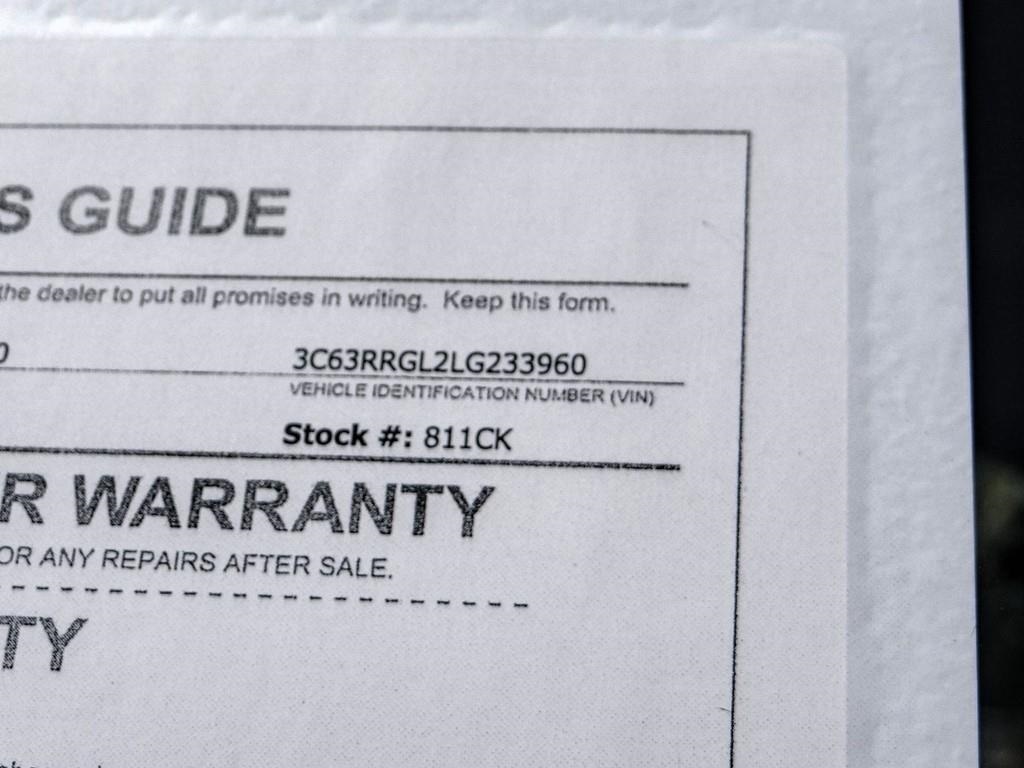 S GUIDE
the dealer to put all promises in writing. Keep this form.
0 3C63RRGL2LG233960
VEHICLE IDENTIFICATION NUMBER (VIN)
Stock #: 811CK
R WARRANTY
OR ANY REPAIRS AFTER SALE.
TY